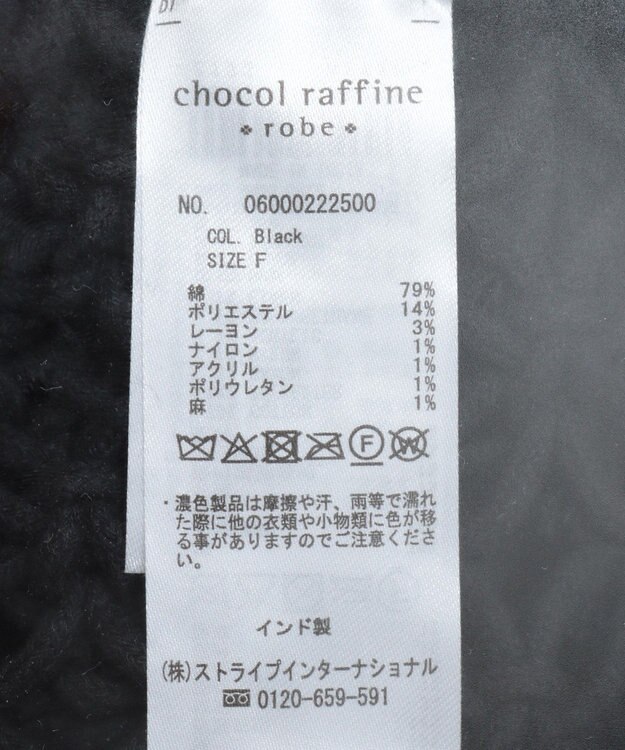 chocol raffine
robe
NO. 06000222500
COL. Black
SIZE F
綿 79%
ポリエステル 14%
レーヨン 3%
ナイロン 1%
アクリル 1%
ポリウレタン 1%
麻 1%
F
W
・濃色製品は摩擦や汗、雨等で濡れ
た際に他の衣類や小物類に色が移
る事がありますのでご注意くださ
い。
インド製
(株)ストライプインターナショナル
0120-659-591